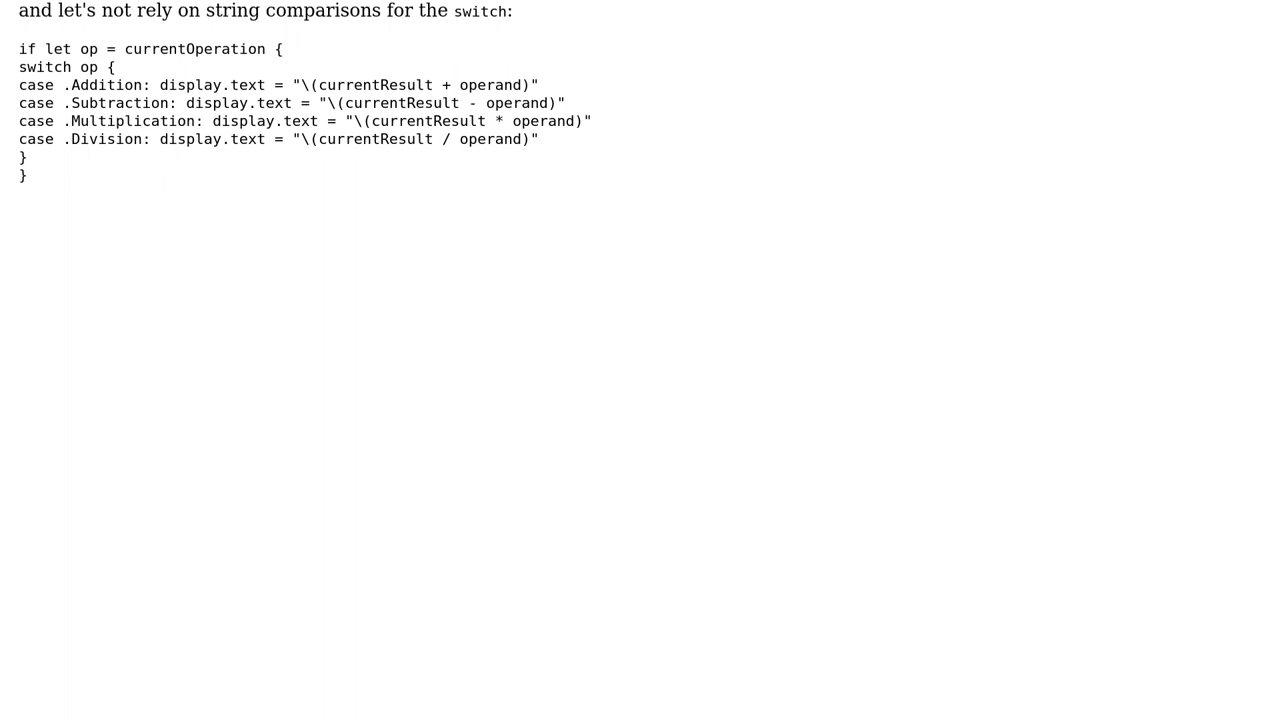 and let's not rely on string comparisons for the switch:
if let op = currentOperation {
switch op {
case .Addition: display.text = "\(currentResult + operand)"
case .Subtraction: display.text = "\(currentResult - operand)"
case .Multiplication: display.text = "\(currentResult * operand)"
case .Division: display.text = "\(currentResult / operand)"
}
}